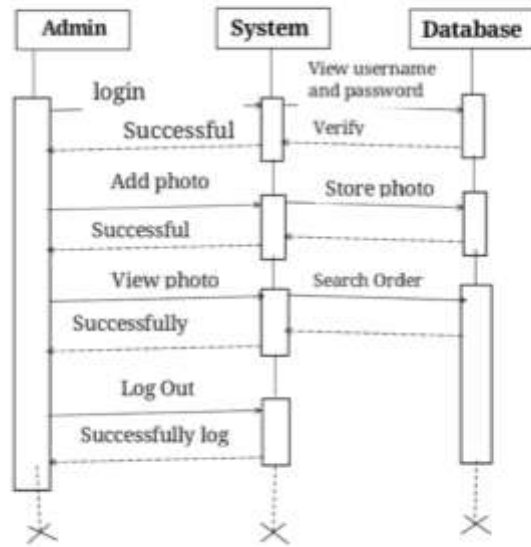 Admin
System
Database
login
View username
and password
Successful
Verify
Add photo
Store photo
Successful
View photo
Search Order
Successfully
Log Out
Successfully log